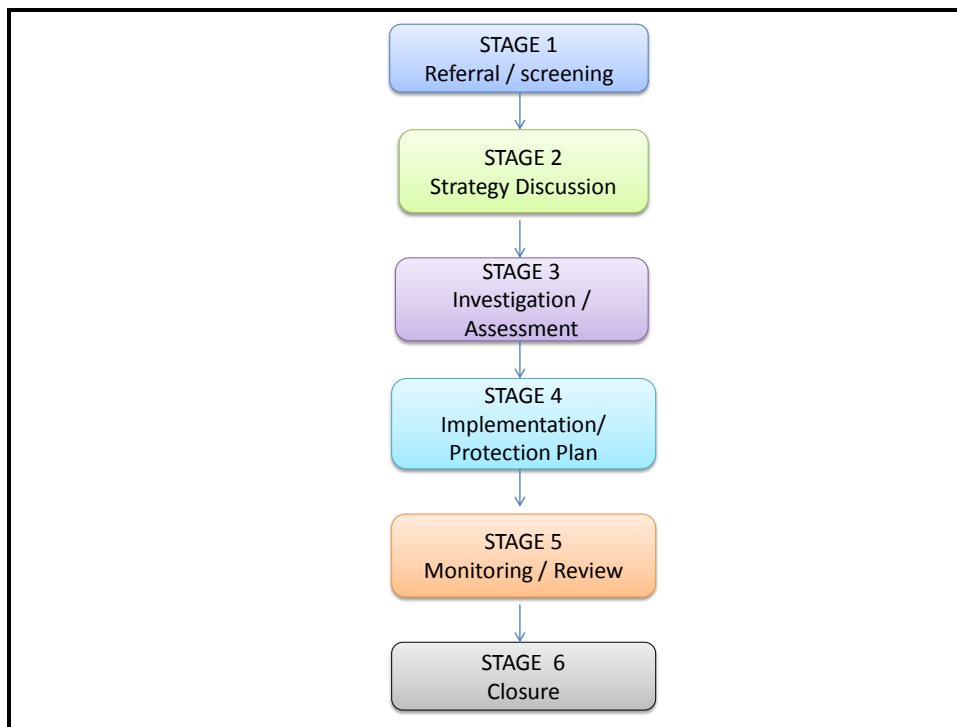 STAGE 1
Referral / screening
STAGE 2
Strategy Discussion
STAGE 3
Investigation /
Assessment
STAGE 4
Implementation/
Protection Plan
STAGE 5
Monitoring / Review
STAGE 6
Closure